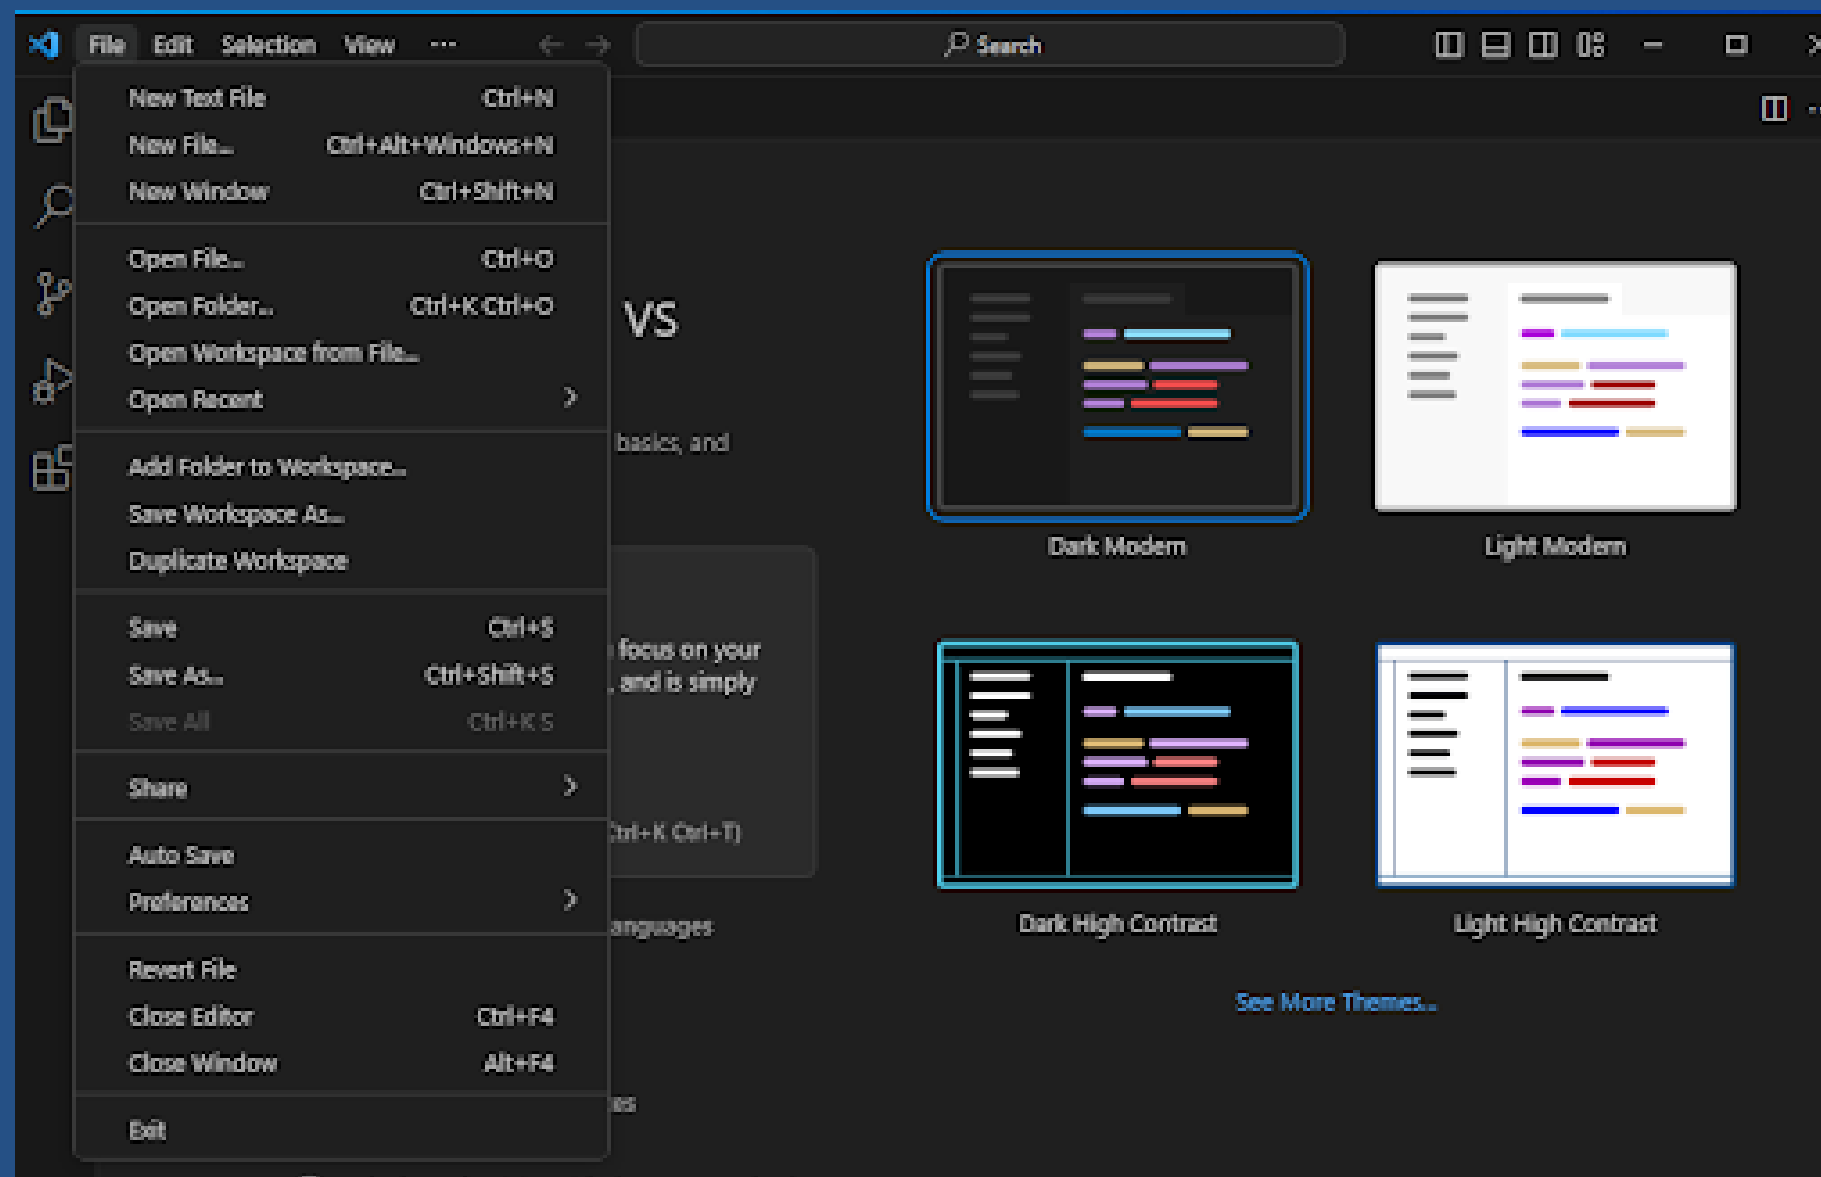 File Edit Selection View ... Search
New Text File Ctrl+N
New File... Ctrl+Alt+Windows+N
New Window Ctrl+Shift+N
Open File... Ctrl+O
Open Folder... Ctrl+K Ctrl+O
Open Workspace from File...
Open Recent
Add Folder to Workspace...
Save Workspace As...
Duplicate Workspace
Save Ctrl+S
Save As... Ctrl+Shift+S
Save All Ctrl+K S
Share
Auto Save
Preferences
Revert File
Close Editor Ctrl+F4
Close Window Alt+F4
Exit
VS
basics, and
focus on your
, and is simply
Ctrl+K Ctrl+T)
anguages
es
Dark Modern
Light Modern
Dark High Contrast
Light High Contrast
See More Themes...